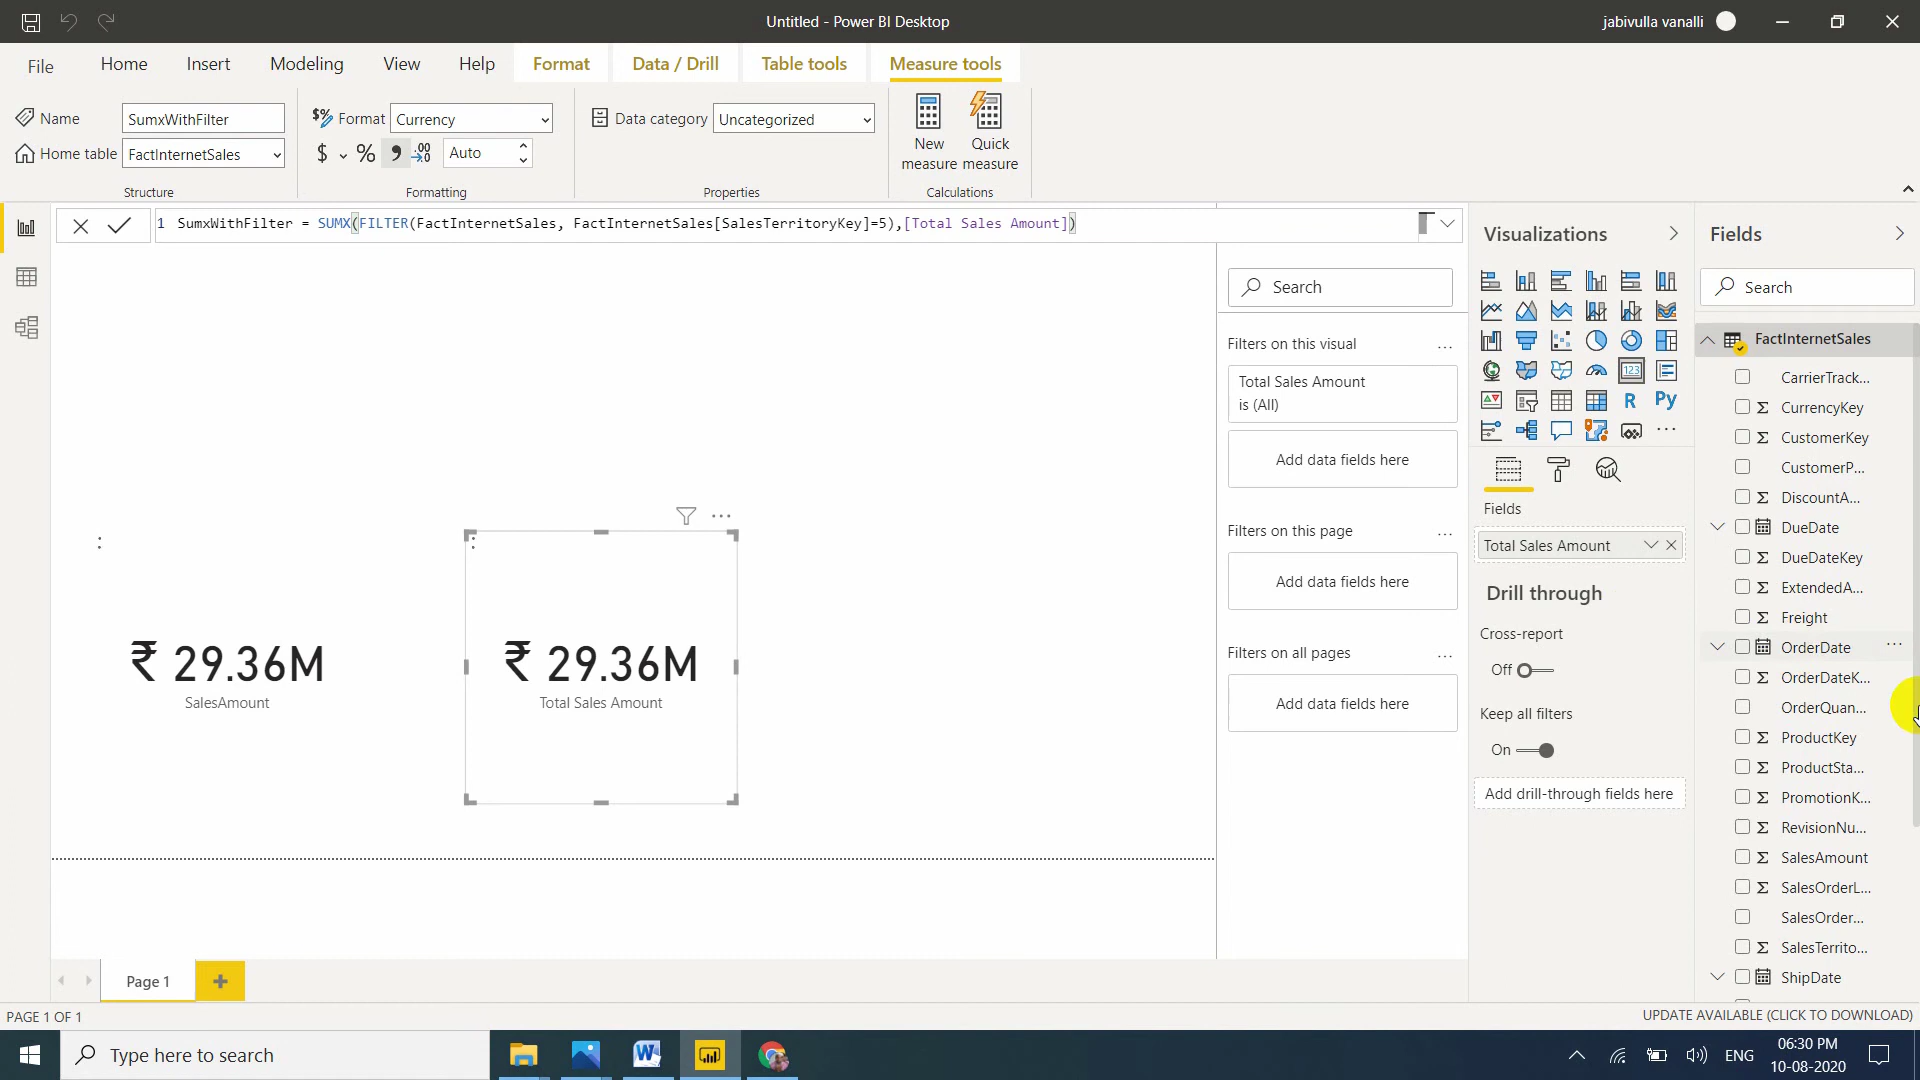 Untitled - Power BI Desktop
jabivulla vanalli
File
Home
Insert
Modeling
View
Help
Format
Data / Drill
Table tools
Measure tools
Name
SumxWithFilter
Home table
FactInternetSales
Structure
Format
Currency
$ % , .00
Auto
Formatting
Data category
Uncategorized
Properties
New measure
Quick measure
Calculations
1 SumxWithFilter = SUMX(FILTER(FactInternetSales, FactInternetSales[SalesTerritoryKey]=5),[Total Sales Amount])
₹ 29.36M
SalesAmount
₹ 29.36M
Total Sales Amount
Search
Filters on this visual
...
Total Sales Amount
is (All)
Add data fields here
Filters on this page
...
Add data fields here
Filters on all pages
...
Add data fields here
Visualizations
123
R
Py
...
Fields
Total Sales Amount
Drill through
Cross-report
Off
Keep all filters
On
Add drill-through fields here
Fields
Search
FactInternetSales
CarrierTrack...
CurrencyKey
CustomerKey
CustomerP...
DiscountA...
DueDate
DueDateKey
ExtendedA...
Freight
OrderDate
...
OrderDateK...
OrderQuan...
ProductKey
ProductSta...
PromotionK...
RevisionNu...
SalesAmount
SalesOrderL...
SalesOrder...
SalesTerrito...
ShipDate
Page 1
PAGE 1 OF 1
UPDATE AVAILABLE (CLICK TO DOWNLOAD)
Type here to search
ENG
06:30 PM
10-08-2020